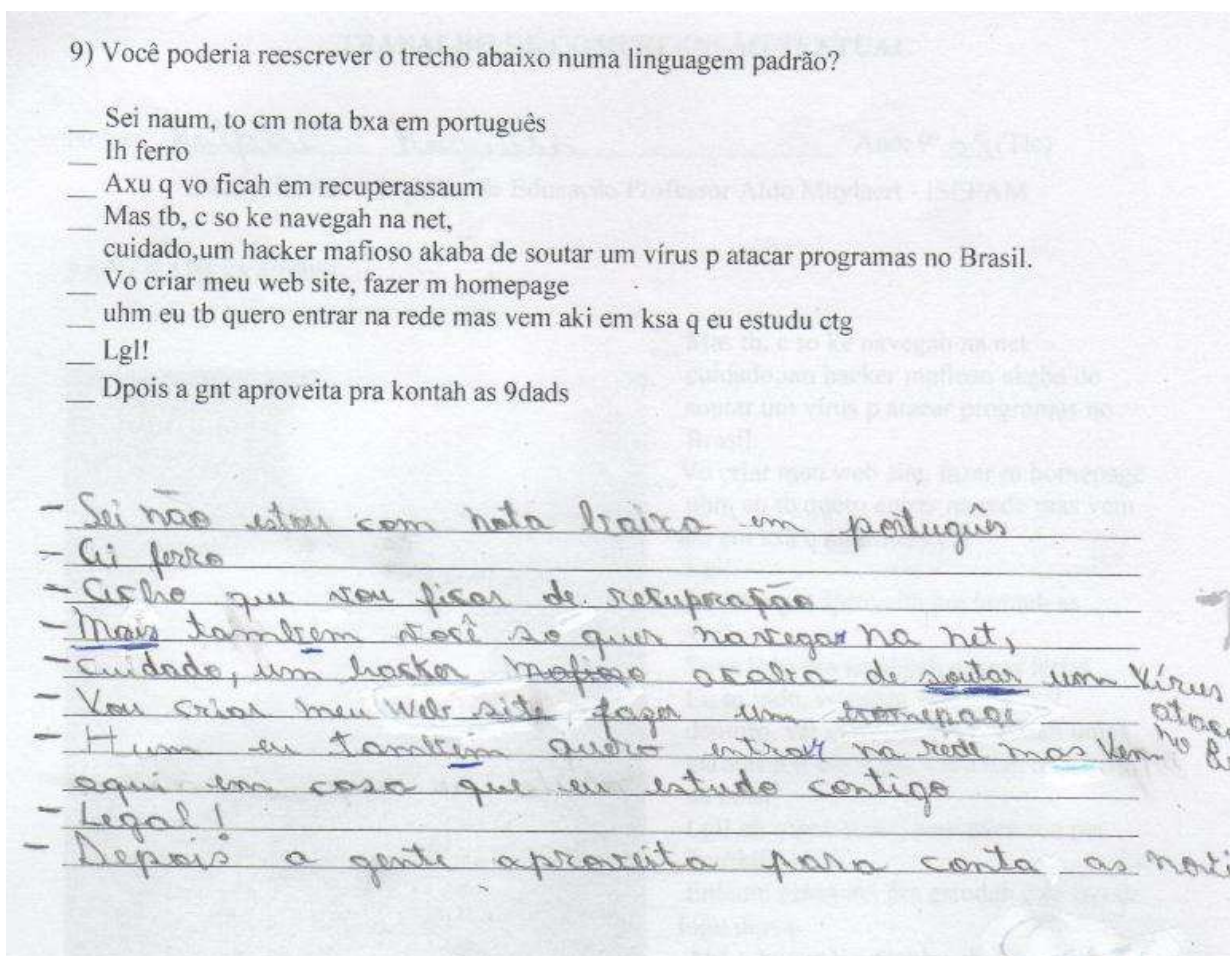 9) Você poderia reescrever o trecho abaixo numa linguagem padrão?
__ Sei naum, to cm nota bxa em português
__ Ih ferro
__ Axu q vo ficah em recuperassaum
__ Mas tb, c so ke navegah na net,
cuidado,um hacker mafioso akaba de soutar um vírus p atacar programas no Brasil.
__ Vo criar meu web site, fazer m homepage
__ uhm eu tb quero entrar na rede mas vem aki em ksa q eu estudu ctg
__ Lgl!
__ Dpois a gnt aproveita pra kontah as 9dads
- Sei não estou com nota baixa em portugues
- Ai ferro
- Acho que vou ficar de recuperação
- Mais tambem você so quer navegar na net,
- cuidado, um hacker mafioso acaba de soutar um vírus
- Vou criar meu web site fazer um homepage
- Hum eu tambem quero entrar na rede mas vem
aqui em casa que eu estudo contigo
- Legal!
- Depois a gente aproveita para conta as